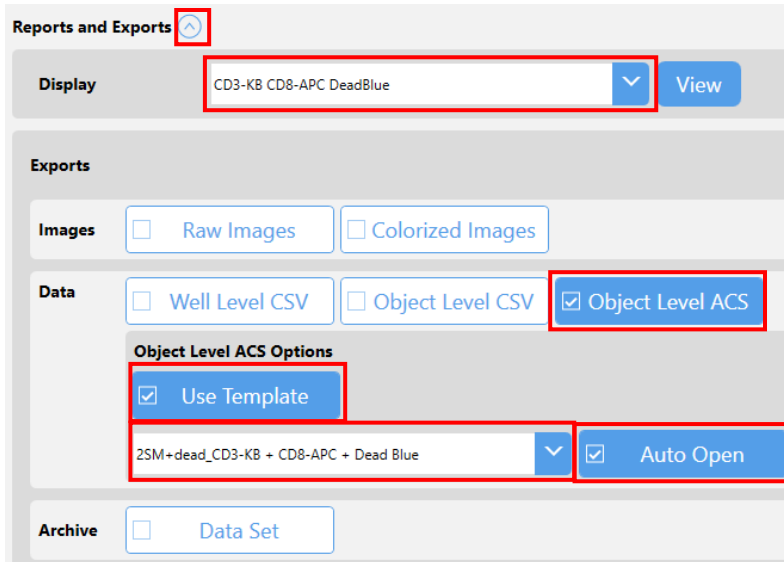 Reports and Exports
Display CD3-KB CD8-APC DeadBlue View
Exports
Images Raw Images Colorized Images
Data Well Level CSV Object Level CSV Object Level ACS
Object Level ACS Options
Use Template
2SM+dead_CD3-KB + CD8-APC + Dead Blue Auto Open
Archive Data Set